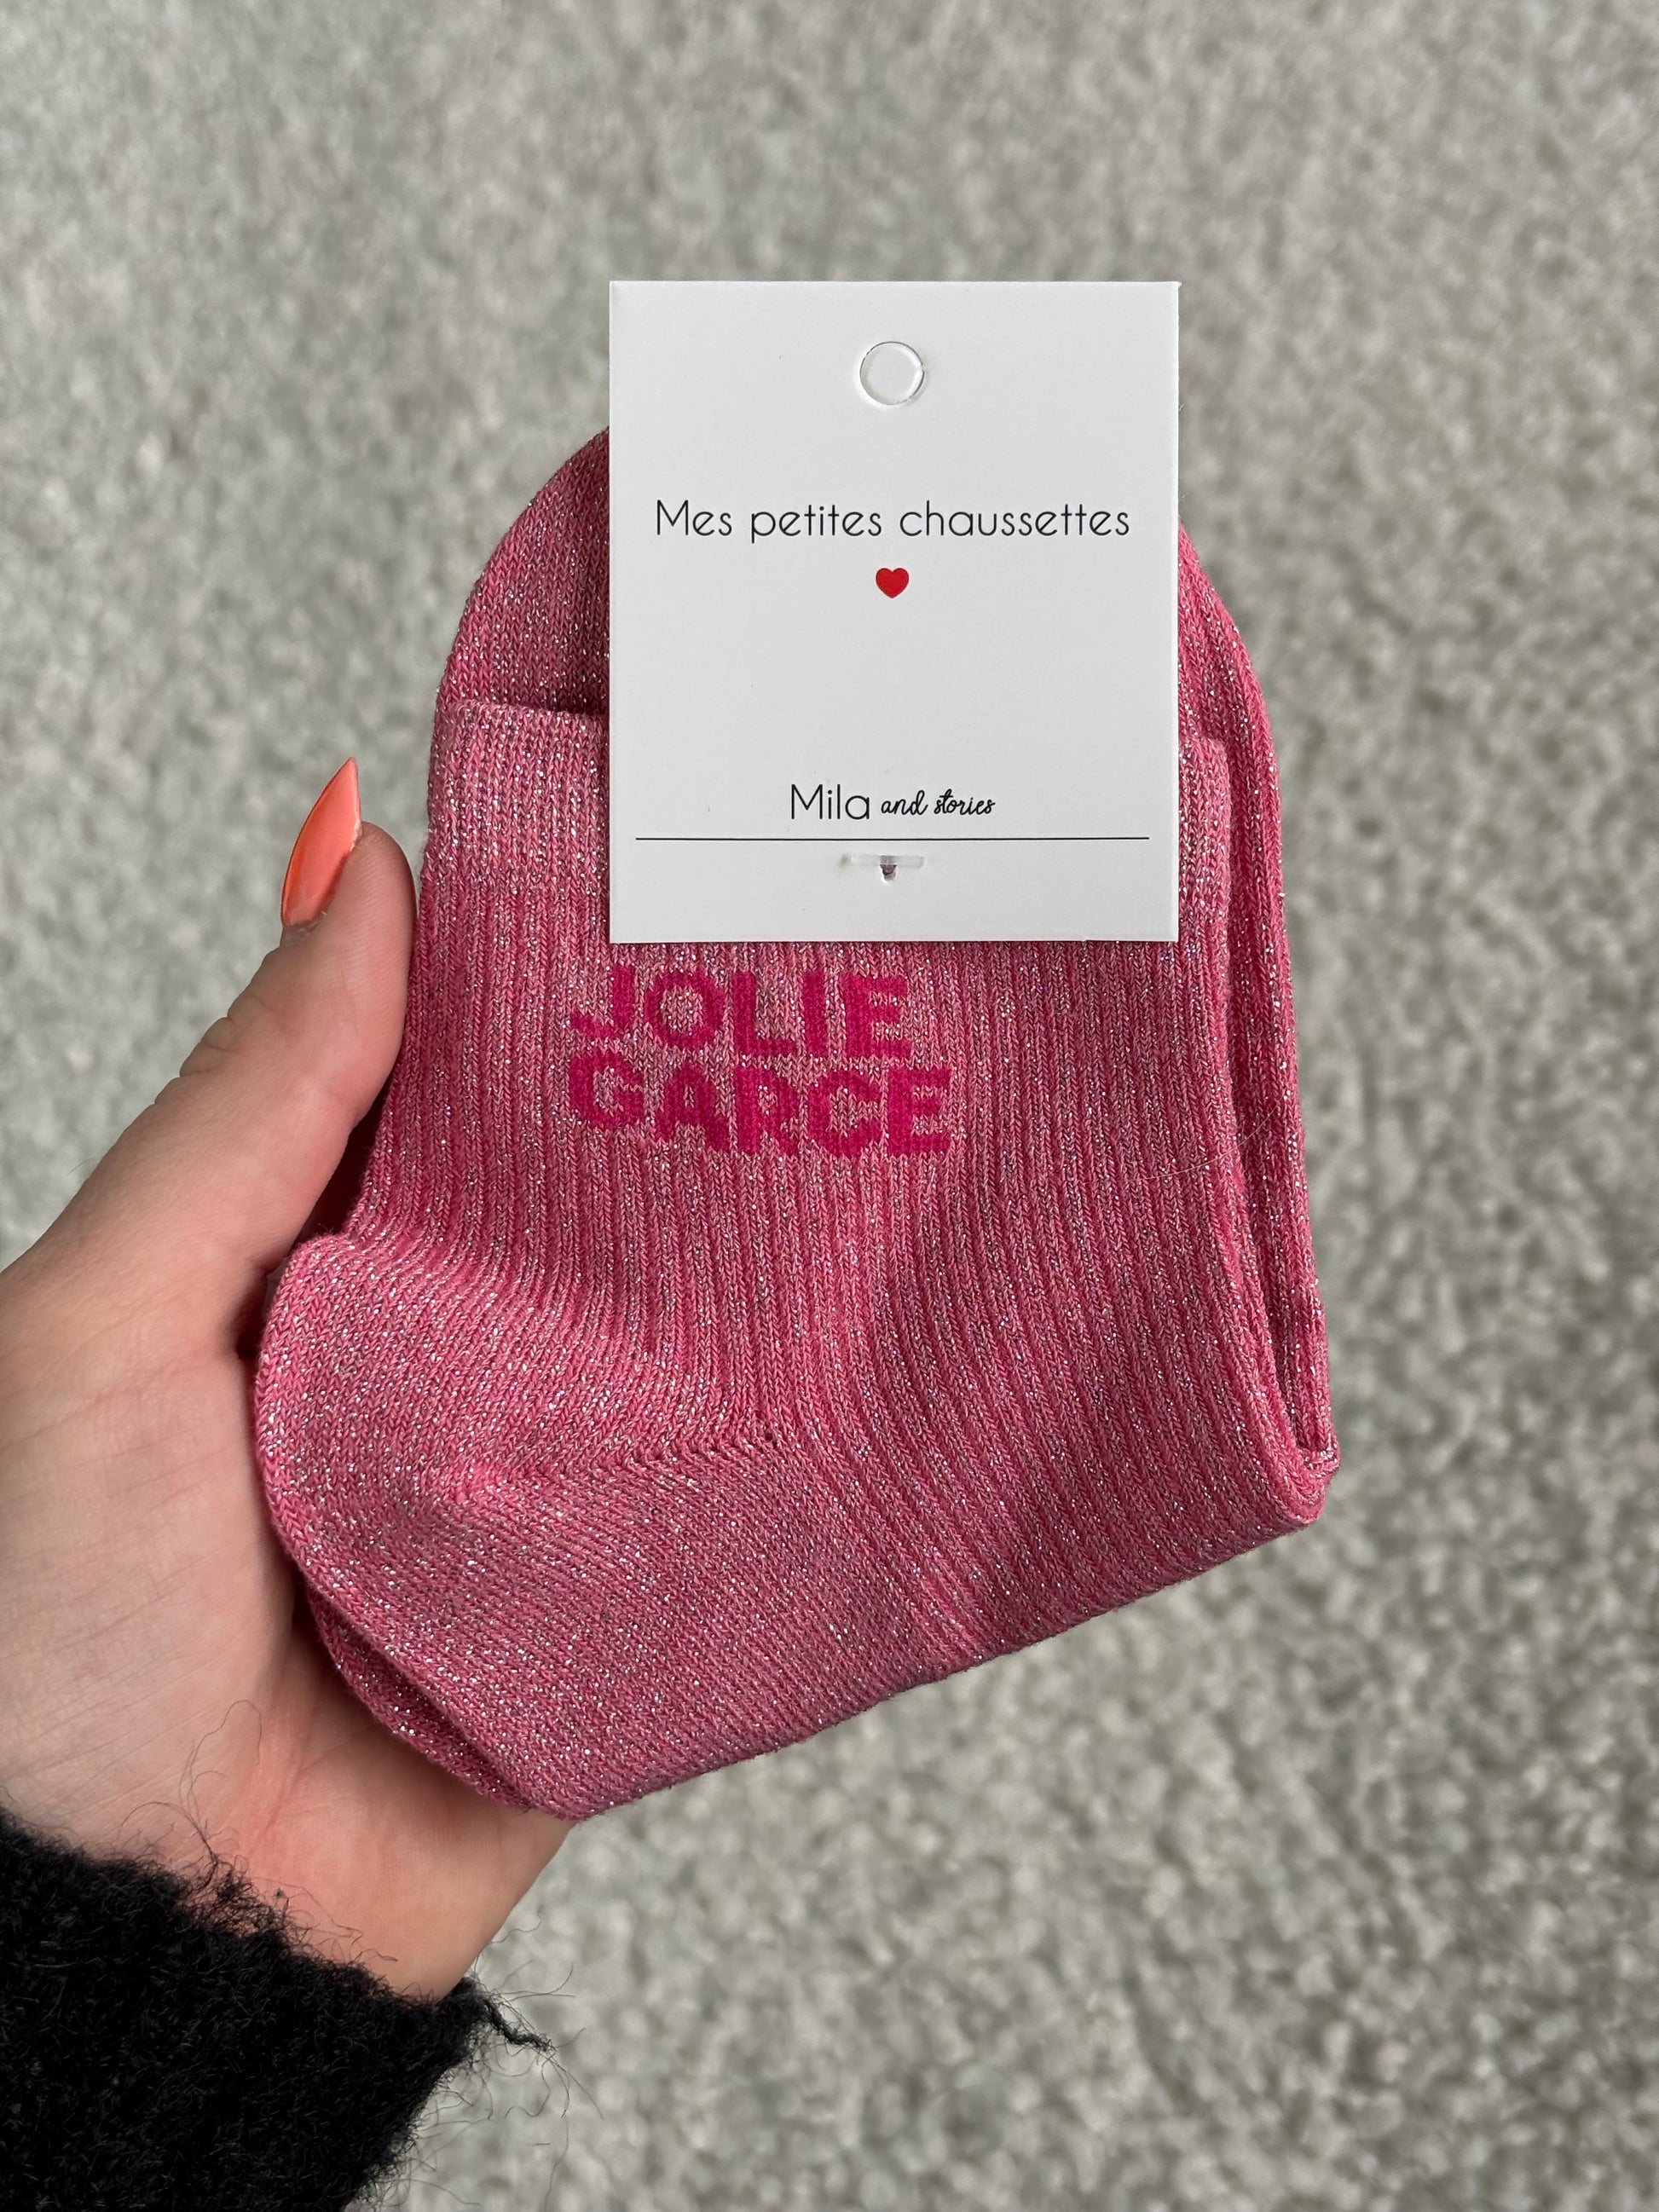 Mes petites chaussettes
Mila and stories
JOLIE
GARCE